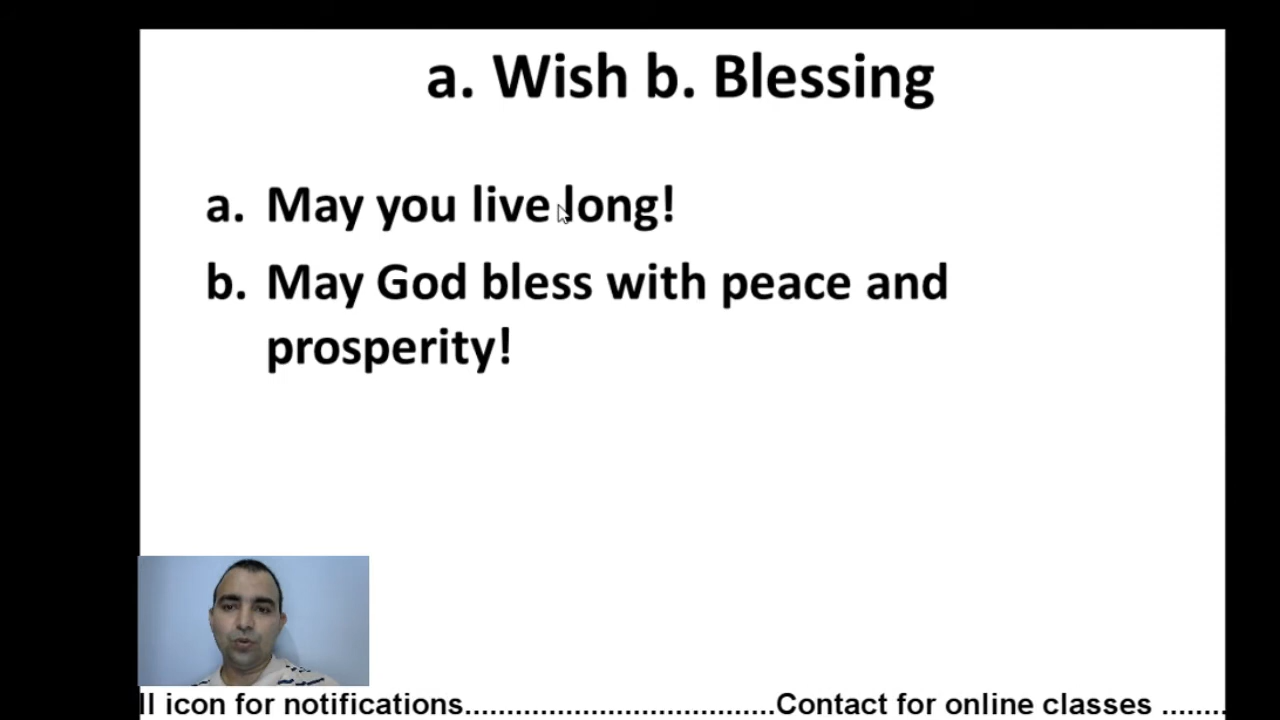 a. Wish b. Blessing
a. May you live long!
b. May God bless with peace and
prosperity!
ll icon for notifications.....................................Contact for online classes ........